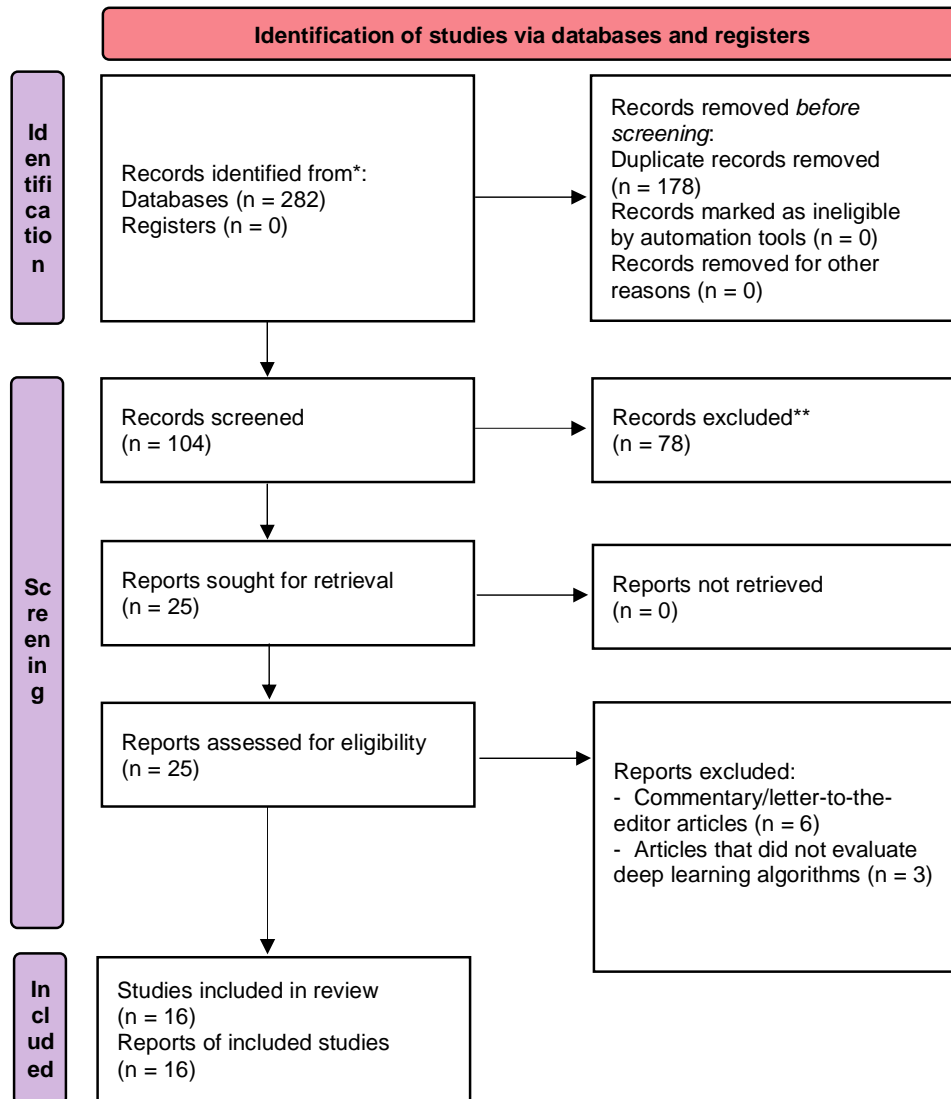 Identification of studies via databases and registers
Id
en
tifi
ca
tio
n
Records identified from*:
Databases (n = 282)
Registers (n = 0)
Records removed before
screening:
Duplicate records removed
(n = 178)
Records marked as ineligible
by automation tools (n = 0)
Records removed for other
reasons (n = 0)
Sc
re
en
in
g
Records screened
(n = 104)
Records excluded**
(n = 78)
Reports sought for retrieval
(n = 25)
Reports not retrieved
(n = 0)
Reports assessed for eligibility
(n = 25)
Reports excluded:
- Commentary/letter-to-the-
editor articles (n = 6)
- Articles that did not evaluate
deep learning algorithms (n = 3)
In
cl
ud
ed
Studies included in review
(n = 16)
Reports of included studies
(n = 16)